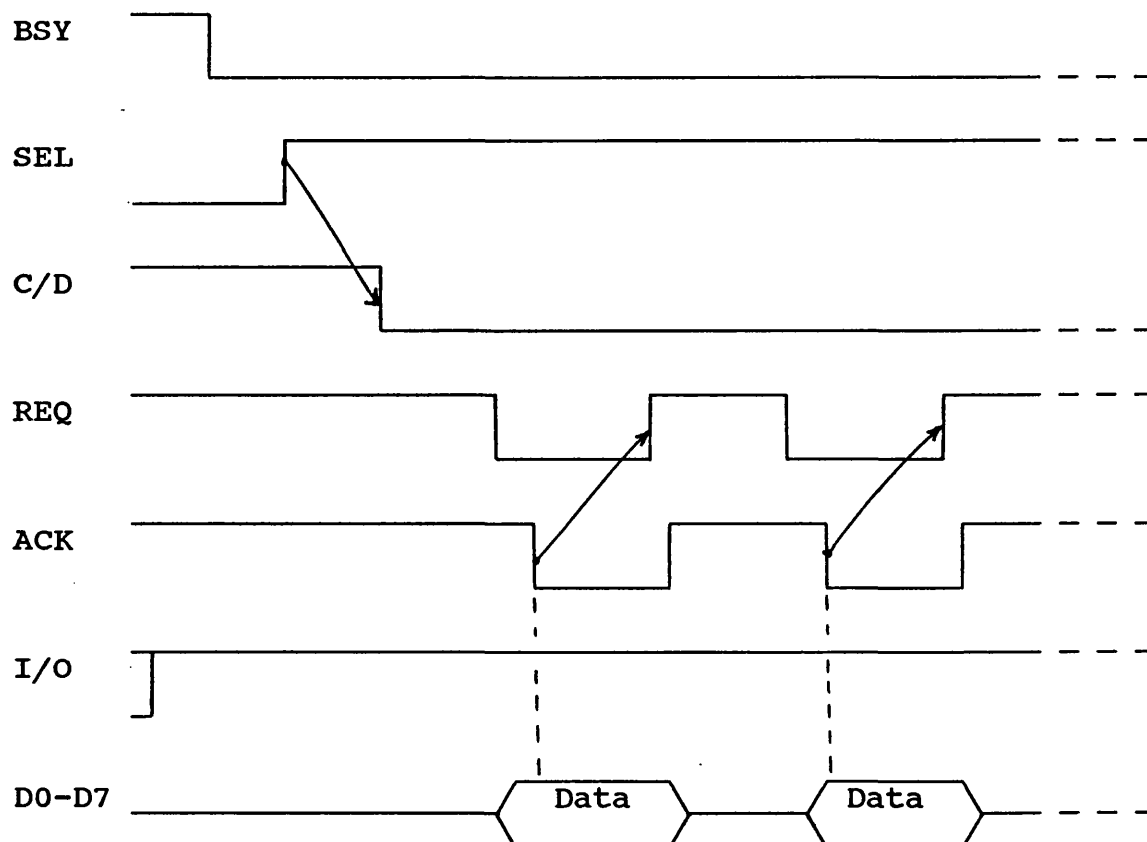 BSY
SEL
C/D
REQ
ACK
I/O
D0-D7 Data Data